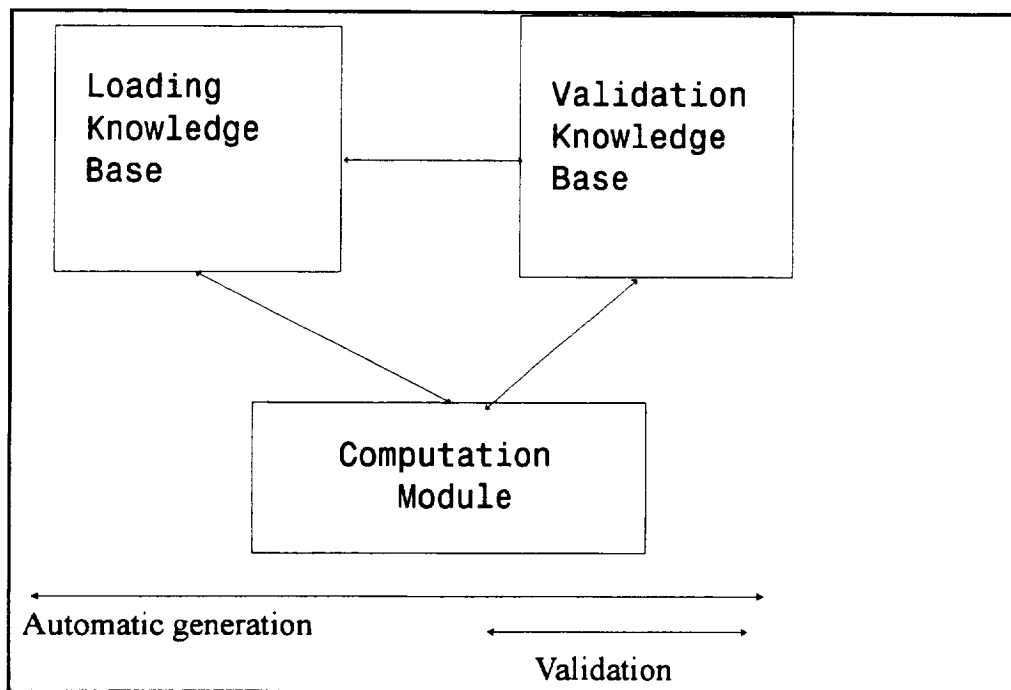 Loading
Knowledge
Base
Validation
Knowledge
Base
Computation
Module
Automatic generation
Validation